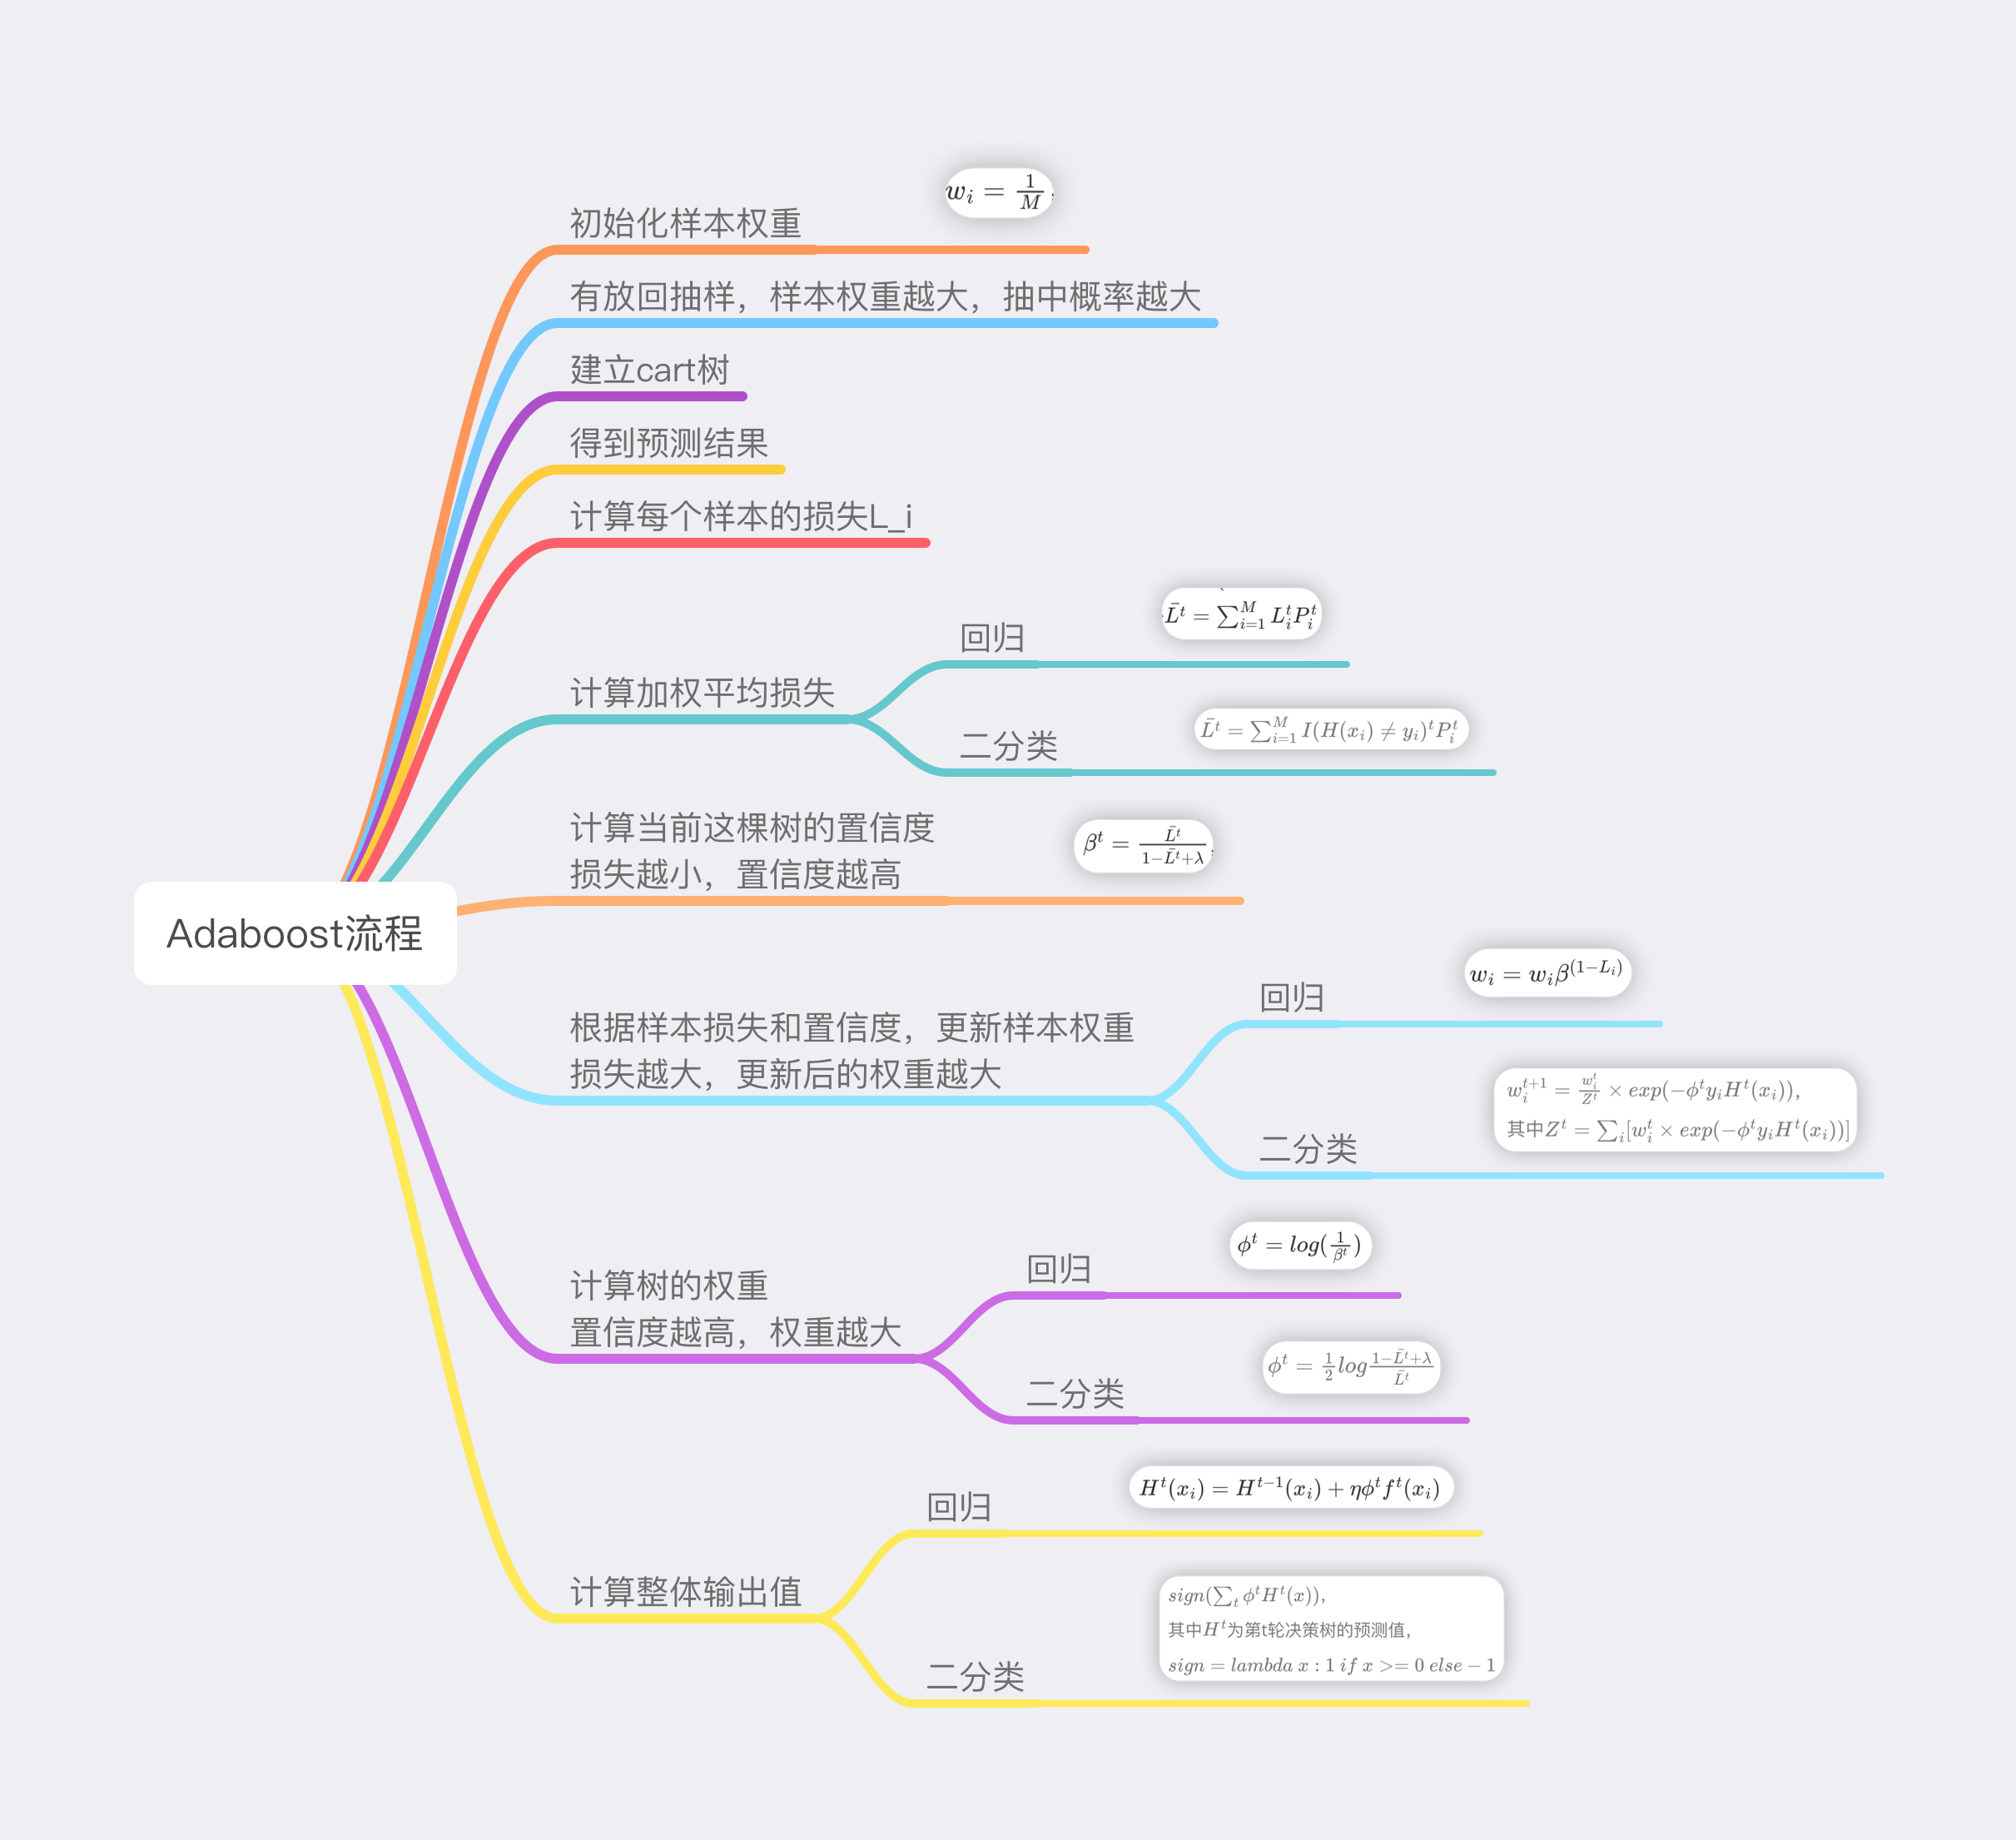 Adaboost流程
初始化样本权重
$w_i = \frac{1}{M}$,
有放回抽样，样本权重越大，抽中概率越大
建立cart树
得到预测结果
计算每个样本的损失L_i
计算加权平均损失
回归
$\bar{L}^t = \sum_{i=1}^{M} L_i^t P_i^t$
二分类
$\bar{L}^t = \sum_{i=1}^{M} I(H(x_i) \neq y_i)^t P_i^t$
计算当前这棵树的置信度
损失越小，置信度越高
$\beta^t = \frac{\bar{L}^t}{1-\bar{L}^t+\lambda}$,
根据样本损失和置信度，更新样本权重
损失越大，更新后的权重越大
回归
$w_i = w_i \beta^{(1-L_i)}$
二分类
$w_i^{t+1} = \frac{w_i^t}{Z^t} \times exp(-\phi^t y_i H^t(x_i))$,
其中$Z^t = \sum_i [w_i^t \times exp(-\phi^t y_i H^t(x_i))]$
计算树的权重
置信度越高，权重越大
回归
$\phi^t = log(\frac{1}{\beta^t})$
二分类
$\phi^t = \frac{1}{2} log \frac{1-\bar{L}^t+\lambda}{\bar{L}^t}$
计算整体输出值
回归
$H^t(x_i) = H^{t-1}(x_i) + \eta \phi^t f^t(x_i)$
二分类
$sign(\sum_t \phi^t H^t(x))$,
其中$H^t$为第t轮决策树的预测值，
$sign = lambda\ x : 1\ if\ x >= 0\ else - 1$